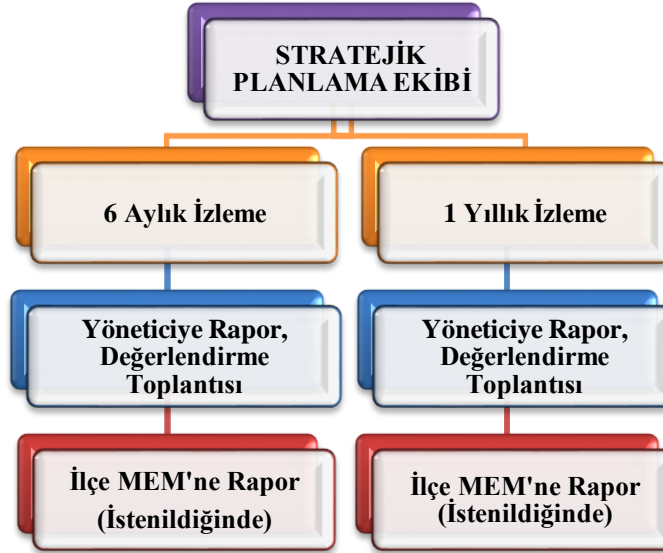 STRATEJİK
PLANLAMA EKİBİ
6 Aylık İzleme
1 Yıllık İzleme
Yöneticiye Rapor,
Değerlendirme
Toplantısı
Yöneticiye Rapor,
Değerlendirme
Toplantısı
İlçe MEM'ne Rapor
(İstenildiğinde)
İlçe MEM'ne Rapor
(İstenildiğinde)